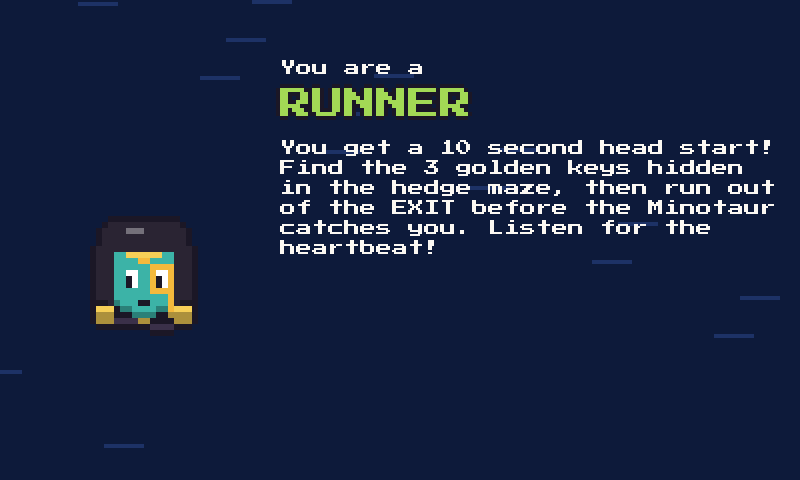 You are a
RUNNER
You get a 10 second head start!
Find the 3 golden keys hidden
in the hedge maze, then run out
of the EXIT before the Minotaur
catches you. Listen for the
heartbeat!